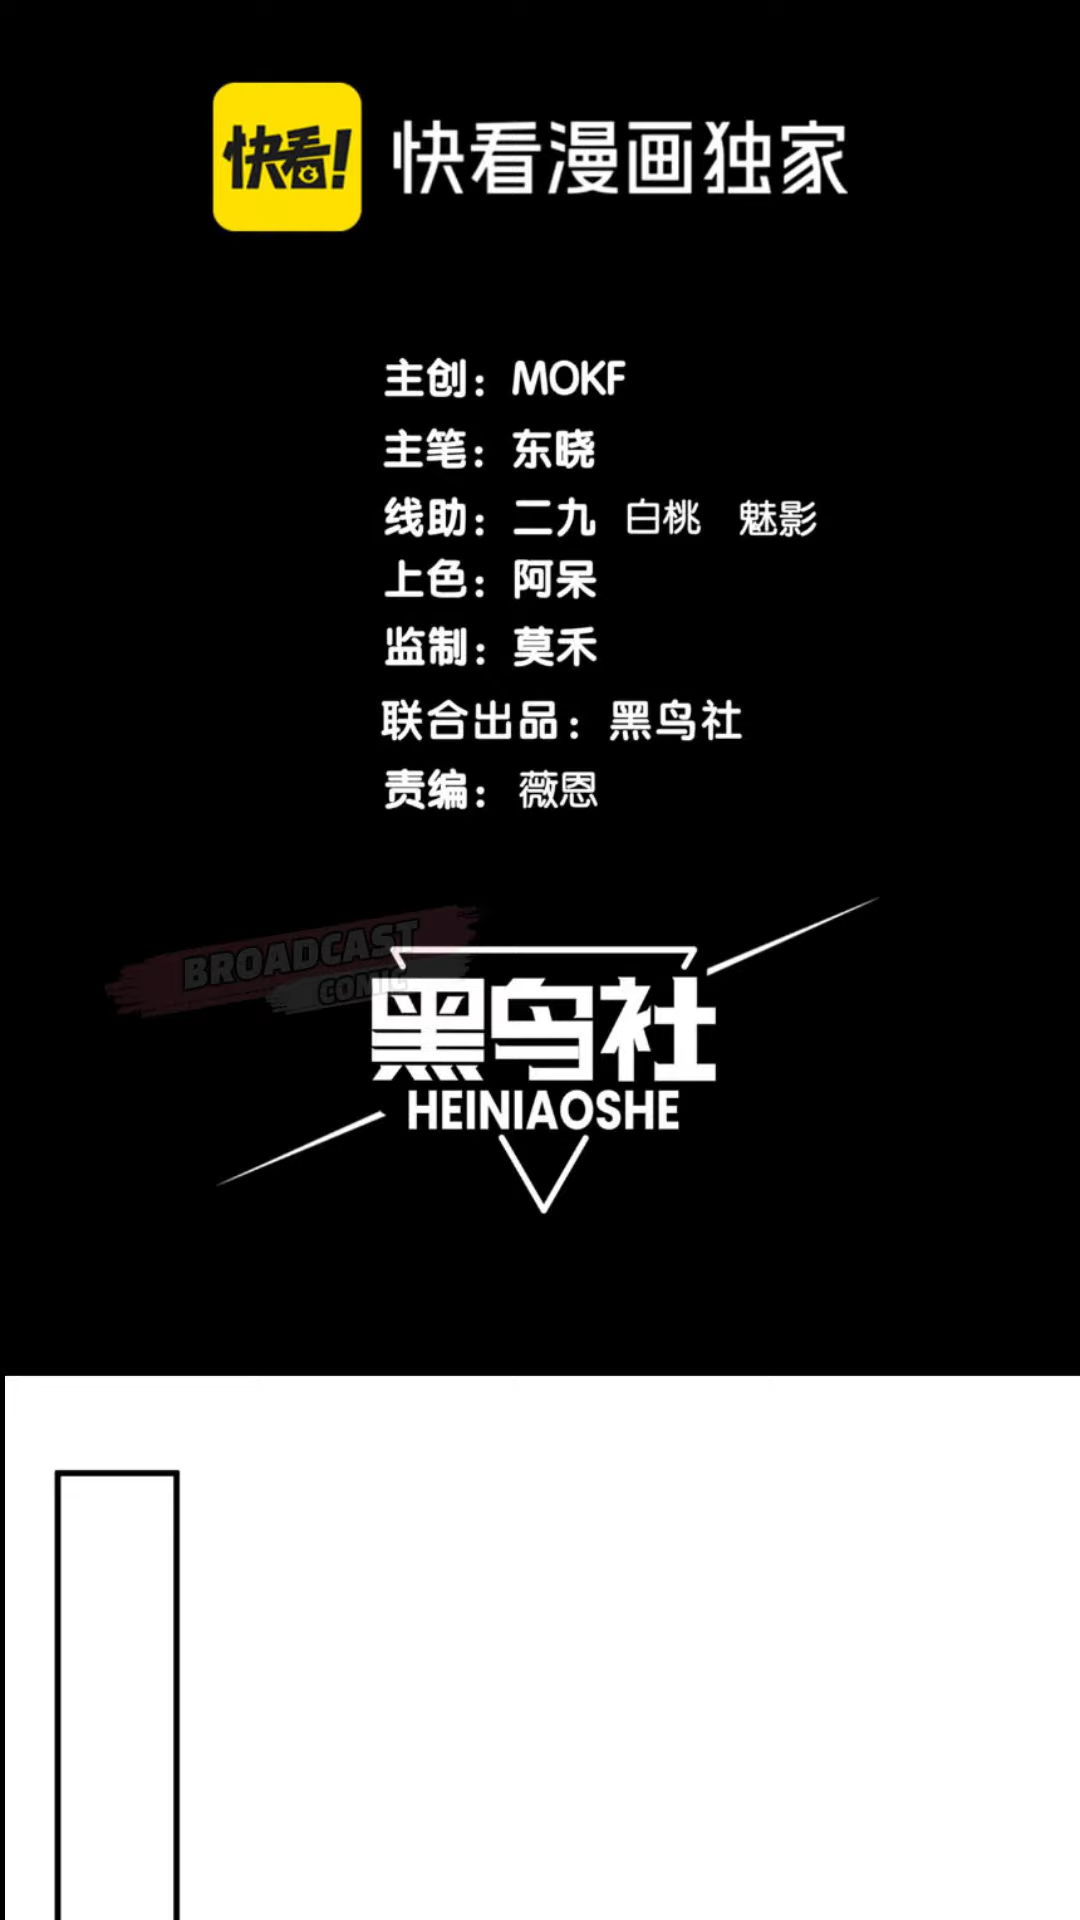 快看!
快看漫画独家
主创：MOKF
主笔：东晓
线助：二九 白桃 魅影
上色：阿呆
监制：莫禾
联合出品：黑鸟社
责编：薇恩
BROADCAST
COMIC
黑鸟社
HEINIAOSHE